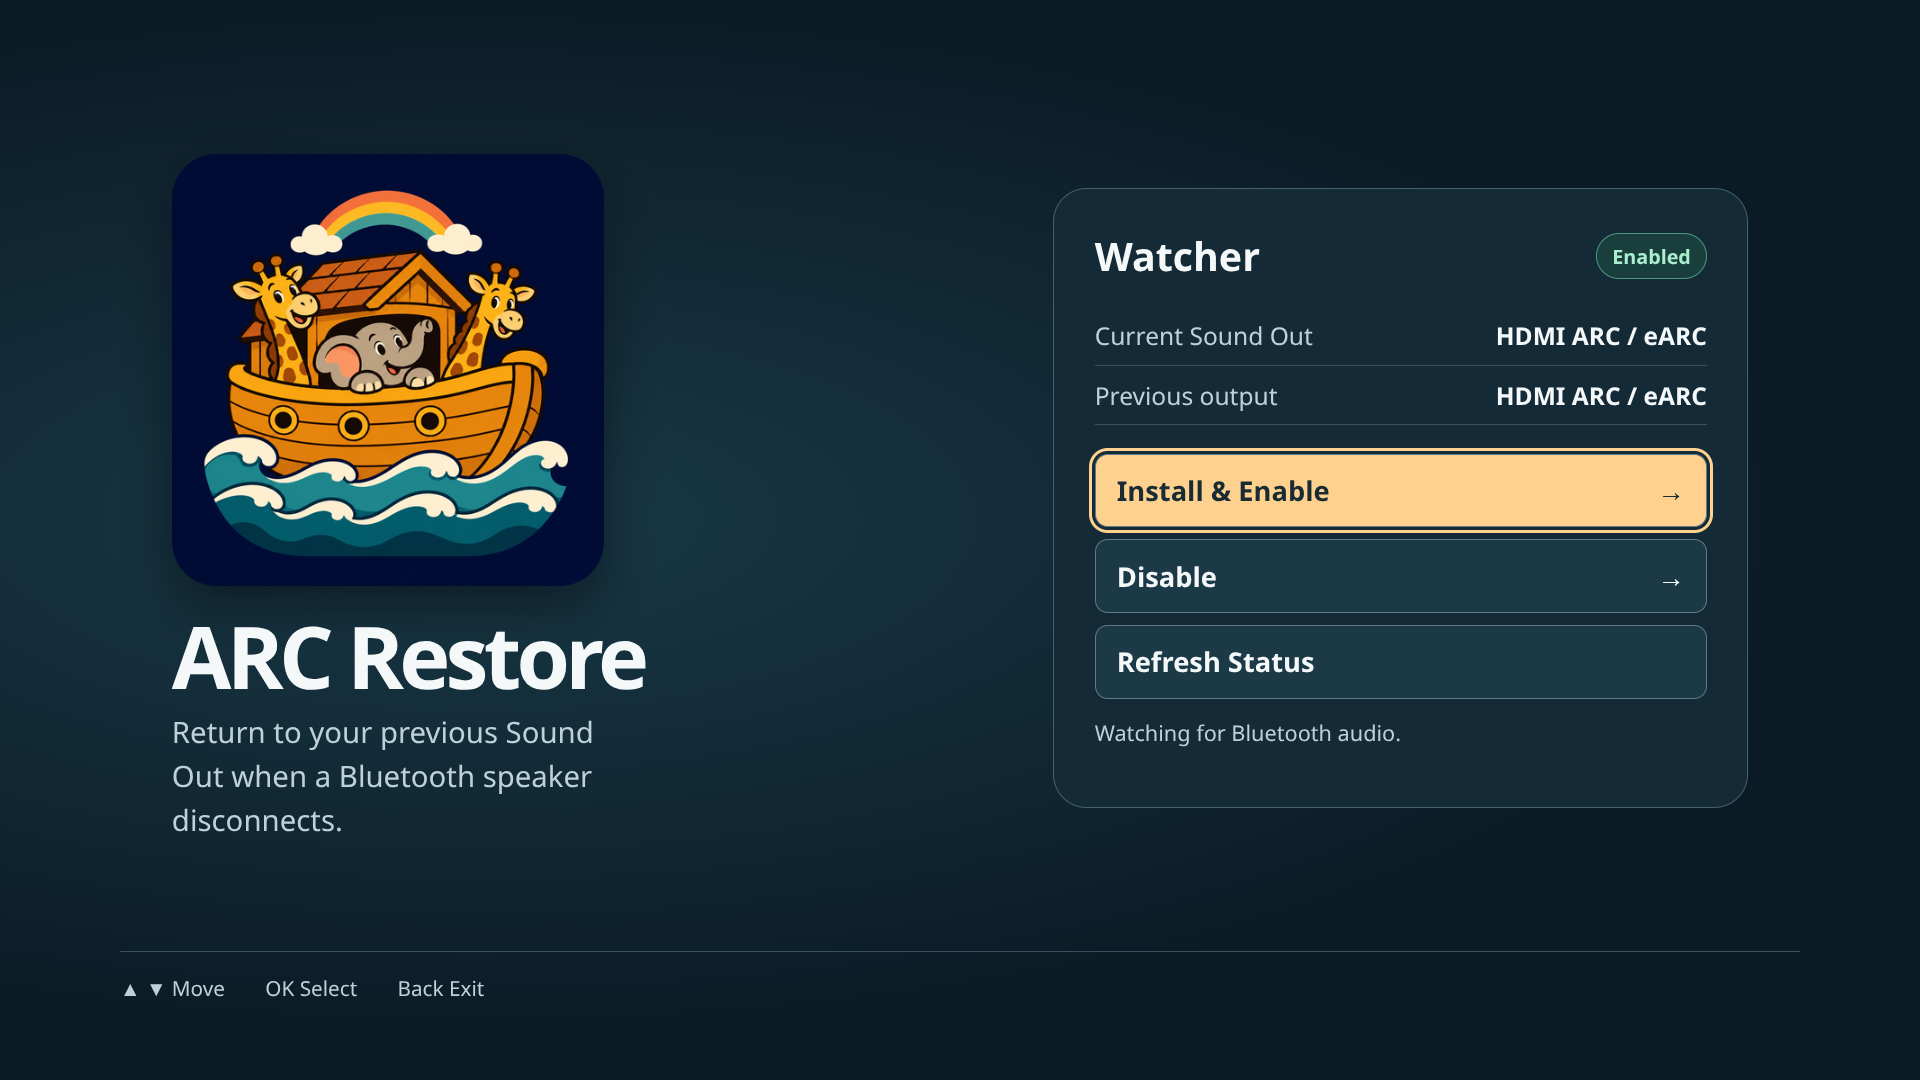 ARC Restore
Return to your previous Sound
Out when a Bluetooth speaker
disconnects.
Watcher
Enabled
Current Sound Out HDMI ARC / eARC
Previous output HDMI ARC / eARC
Install & Enable →
Disable →
Refresh Status
Watching for Bluetooth audio.
▲ ▼ Move OK Select Back Exit